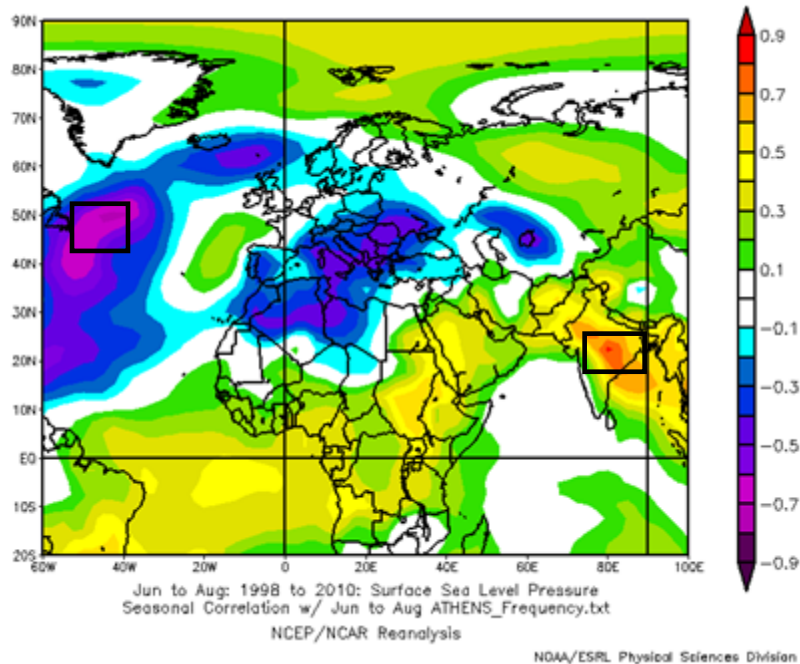 90N
80N
70N
60N
50N
40N
30N
20N
10N
EQ
10S
20S
60W 40W 20W 0 20E 40E 60E 80E 100E
0.9
0.7
0.5
0.3
0.1
-0.1
-0.3
-0.5
-0.7
-0.9
Jun to Aug: 1998 to 2010: Surface Sea Level Pressure
Seasonal Correlation w/ Jun to Aug ATHENS_Frequency.txt
NCEP/NCAR Reanalysis
NOAA/ESRL Physical Sciences Division